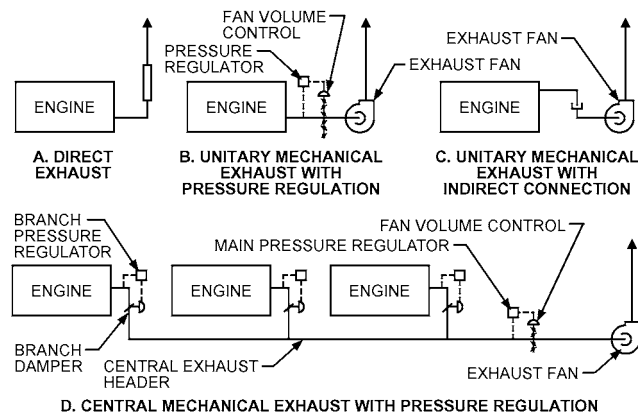 FAN VOLUME
CONTROL
PRESSURE
REGULATOR
EXHAUST FAN
EXHAUST FAN
ENGINE
ENGINE
ENGINE
A. DIRECT
EXHAUST
B. UNITARY MECHANICAL
EXHAUST WITH
PRESSURE REGULATION
C. UNITARY MECHANICAL
EXHAUST WITH
INDIRECT CONNECTION
BRANCH
PRESSURE
REGULATOR
FAN VOLUME CONTROL
MAIN PRESSURE REGULATOR
ENGINE
ENGINE
ENGINE
BRANCH
DAMPER
CENTRAL EXHAUST
HEADER
EXHAUST FAN
D. CENTRAL MECHANICAL EXHAUST WITH PRESSURE REGULATION